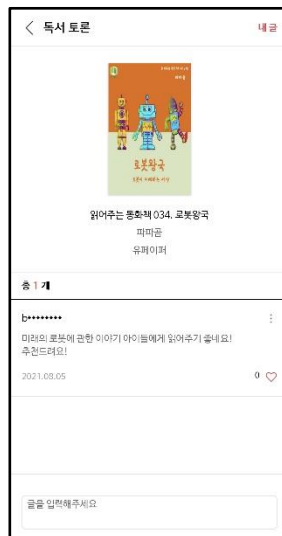 독서 토론
내글
로봇왕국
읽어주는 동화책 034. 로봇왕국
파파곰
유페이퍼
총 1 개
b••••••••
미래의 로봇에 관한 이야기 아이들에게 읽어주기 좋네요!
추천드려요!
2021.09.05
0
글을 입력해주세요